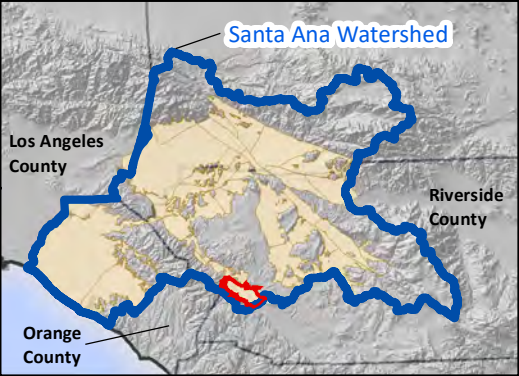 Santa Ana Watershed
Los Angeles
County
Riverside
County
Orange
County